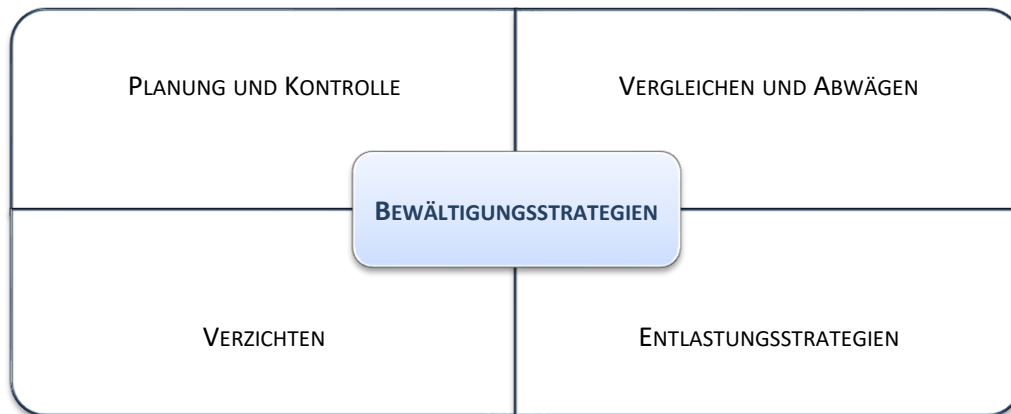 PLANUNG UND KONTROLLE
VERGLEICHEN UND ABWÄGEN
BEWÄLTIGUNGSSTRATEGIEN
VERZICHTEN
ENTLASTUNGSSTRATEGIEN